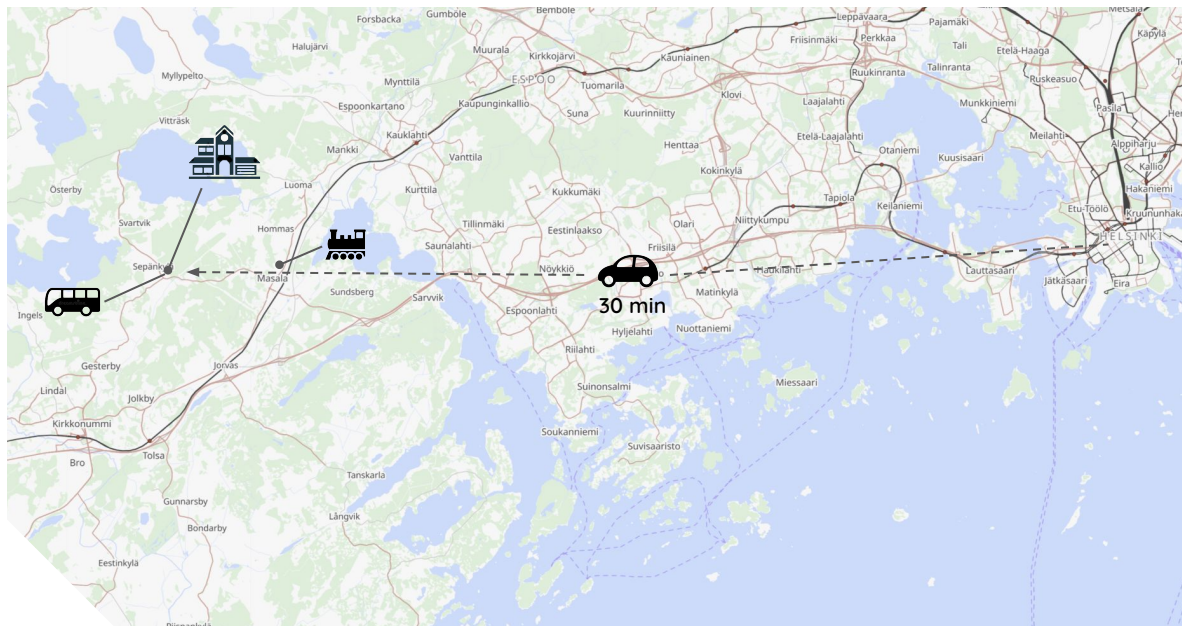 Forsbacka
Gumböle
Bemböle
Leppävaara
Pajamäki
Metsälä
Käpylä
Halujärvi
Muurala
Kirkkojärvi
Kauniainen
Friisinmäki
Perkkaa
Tali
Etelä-Haaga
Myllypelto
Mynttilä
ESPOO
Tuomarila
Ruukinranta
Talinranta
Ruskeasuo
Espoonkartano
Kaupunginkallio
Suna
Kuurinniitty
Klovi
Laajalahti
Munkkiniemi
Pasila
Vitträsk
Kauklahti
Etelä-Laajalahti
Meilahti
Alppiharju
Mankki
Vanttila
Henttaa
Otaniemi
Kuusisaari
Kallio
Österby
Luoma
Kurttila
Kukkumäki
Kokinkylä
Tapiola
Keilaniemi
Hakaniemi
Etu-Töölö
Kruununhaka
Svartvik
Hommas
Tillinmäki
Eestinlaakso
Olari
Niittykumpu
HELSINKI
Saunalahti
Friisilä
Masala
Nöykkiö
Haukilahti
Lauttasaari
Jätkäsaari
Eira
Sundsberg
Sarvvik
Matinkylä
30 min
Ingels
Espoonlahti
Hyljelahti
Nuottaniemi
Riilahti
Gesterby
Jorvas
Suinonsalmi
Miessaari
Lindal
Jolkby
Kirkkonummi
Soukanniemi
Suvisaaristo
Bro
Tolsa
Tanskarla
Gunnarsby
Långvik
Bondarby
Eestinkylä